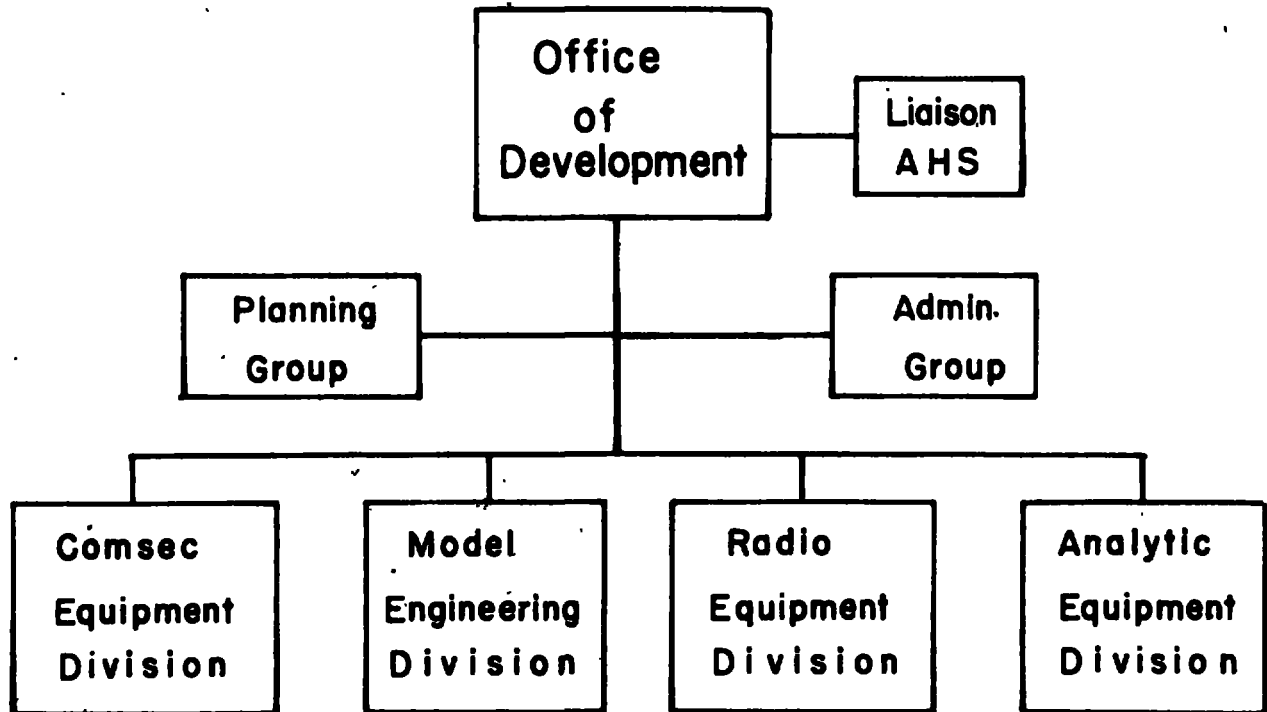 Office
of
Development
Liaison
AHS
Planning
Group
Admin.
Group
Comsec
Equipment
Division
Model
Engineering
Division
Radio
Equipment
Division
Analytic
Equipment
Division